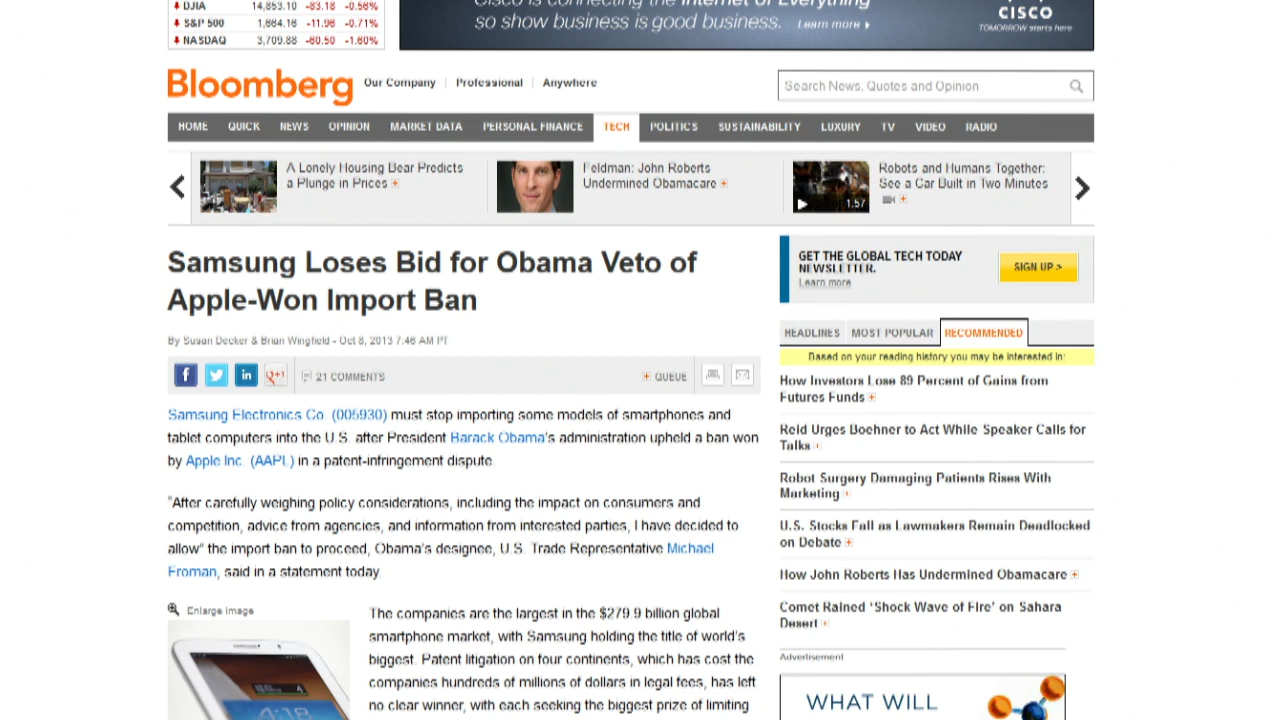 DJIA 14,853.10 -83.18 -0.56%
S&P 500 1,664.16 -11.96 -0.71%
NASDAQ 3,709.88 -60.50 -1.60%
Cisco is connecting the Internet of Everything
so show business is good business. Learn more
CISCO
TOMORROW starts here
Bloomberg
Our Company
Professional
Anywhere
Search News, Quotes and Opinion
HOME QUICK NEWS OPINION MARKET DATA PERSONAL FINANCE TECH POLITICS SUSTAINABILITY LUXURY TV VIDEO RADIO
A Lonely Housing Bear Predicts
a Plunge in Prices
Feldman: John Roberts
Undermined Obamacare
1:57
Robots and Humans Together:
See a Car Built in Two Minutes
Samsung Loses Bid for Obama Veto of
Apple-Won Import Ban
By Susan Decker & Brian Wingfield - Oct 8, 2013 7:46 AM PT
f
in
g+1
21 COMMENTS
+ QUEUE
Samsung Electronics Co. (005930) must stop importing some models of smartphones and
tablet computers into the U.S. after President Barack Obama's administration upheld a ban won
by Apple Inc. (AAPL) in a patent-infringement dispute.
“After carefully weighing policy considerations, including the impact on consumers and
competition, advice from agencies, and information from interested parties, I have decided to
allow” the import ban to proceed, Obama's designee, U.S. Trade Representative Michael
Froman, said in a statement today.
Enlarge image
The companies are the largest in the $279.9 billion global
smartphone market, with Samsung holding the title of world's
biggest. Patent litigation on four continents, which has cost the
companies hundreds of millions of dollars in legal fees, has left
no clear winner, with each seeking the biggest prize of limiting
GET THE GLOBAL TECH TODAY
NEWSLETTER.
Learn more
SIGN UP >
HEADLINES MOST POPULAR RECOMMENDED
Based on your reading history you may be interested in:
How Investors Lose 89 Percent of Gains from
Futures Funds
Reid Urges Boehner to Act While Speaker Calls for
Talks
Robot Surgery Damaging Patients Rises With
Marketing
U.S. Stocks Fall as Lawmakers Remain Deadlocked
on Debate
How John Roberts Has Undermined Obamacare
Comet Rained ‘Shock Wave of Fire’ on Sahara
Desert
Advertisement
WHAT WILL